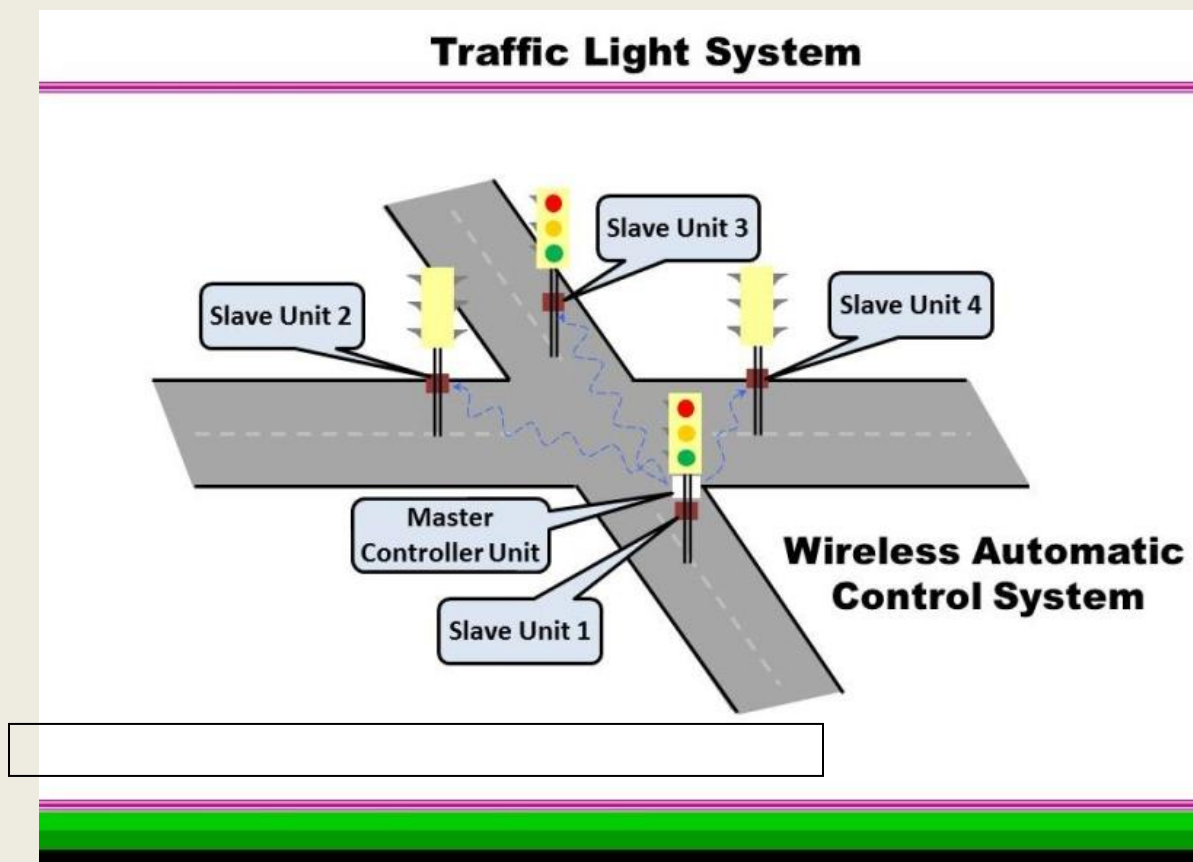 Traffic Light System
Slave Unit 3
Slave Unit 2
Slave Unit 4
Master
Controller Unit
Wireless Automatic
Control System
Slave Unit 1